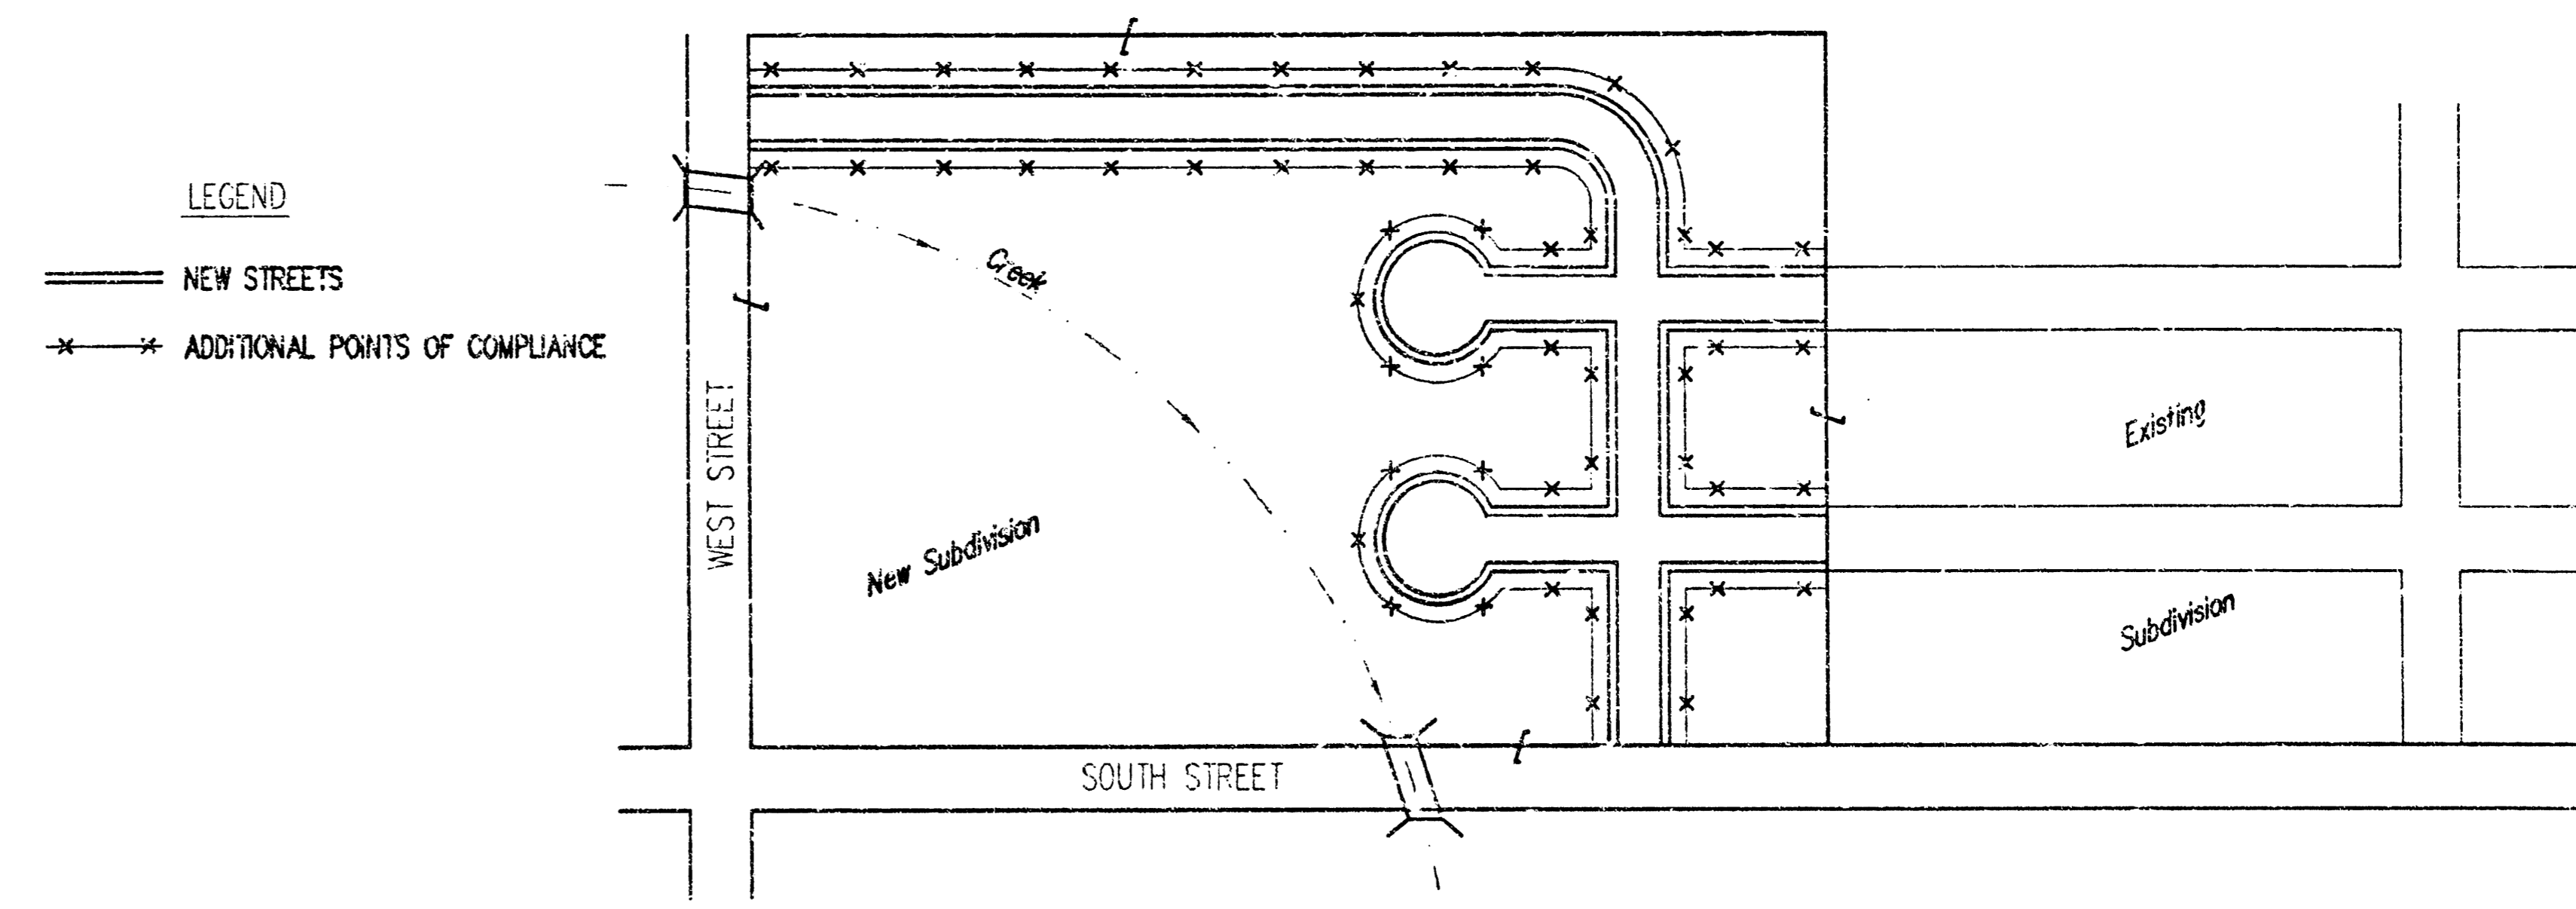 LEGEND
NEW STREETS
ADDITIONAL POINTS OF COMPLIANCE
Creek
WEST STREET
New Subdivision
SOUTH STREET
Existing
Subdivision